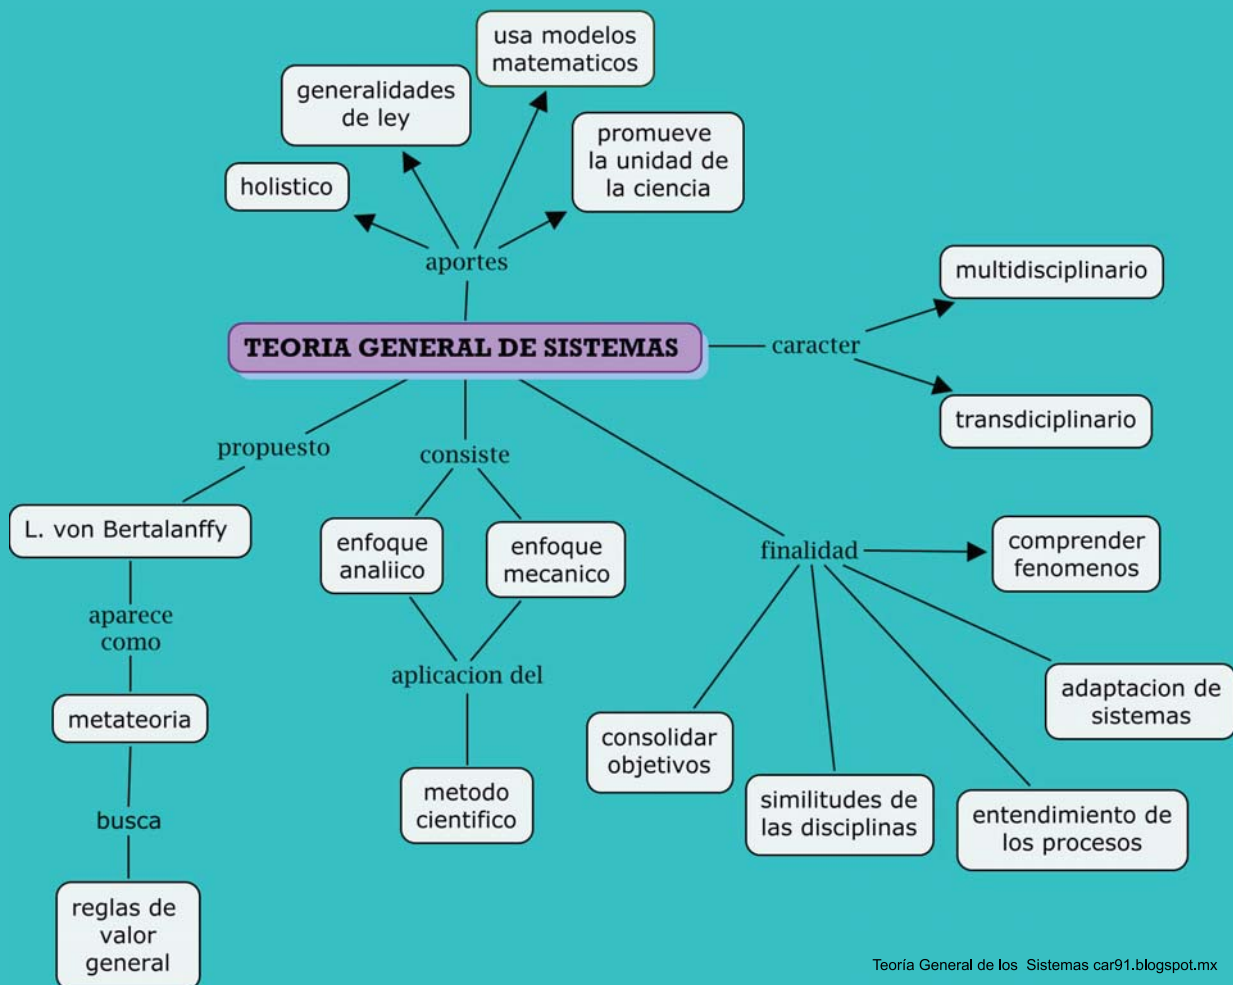 usa modelos
matematicos
generalidades
de ley
promueve
la unidad de
la ciencia
holistico
aportes
multidisciplinario
TEORIA GENERAL DE SISTEMAS
caracter
transdiciplinario
propuesto
consiste
L. von Bertalanffy
enfoque
analiico
enfoque
mecanico
finalidad
comprender
fenomenos
aparece
como
aplicacion del
adaptacion de
sistemas
metateoria
consolidar
objetivos
metodo
cientifico
similitudes de
las disciplinas
entendimiento de
los procesos
busca
reglas de
valor
general
Teoría General de los  Sistemas car91.blogspot.mx